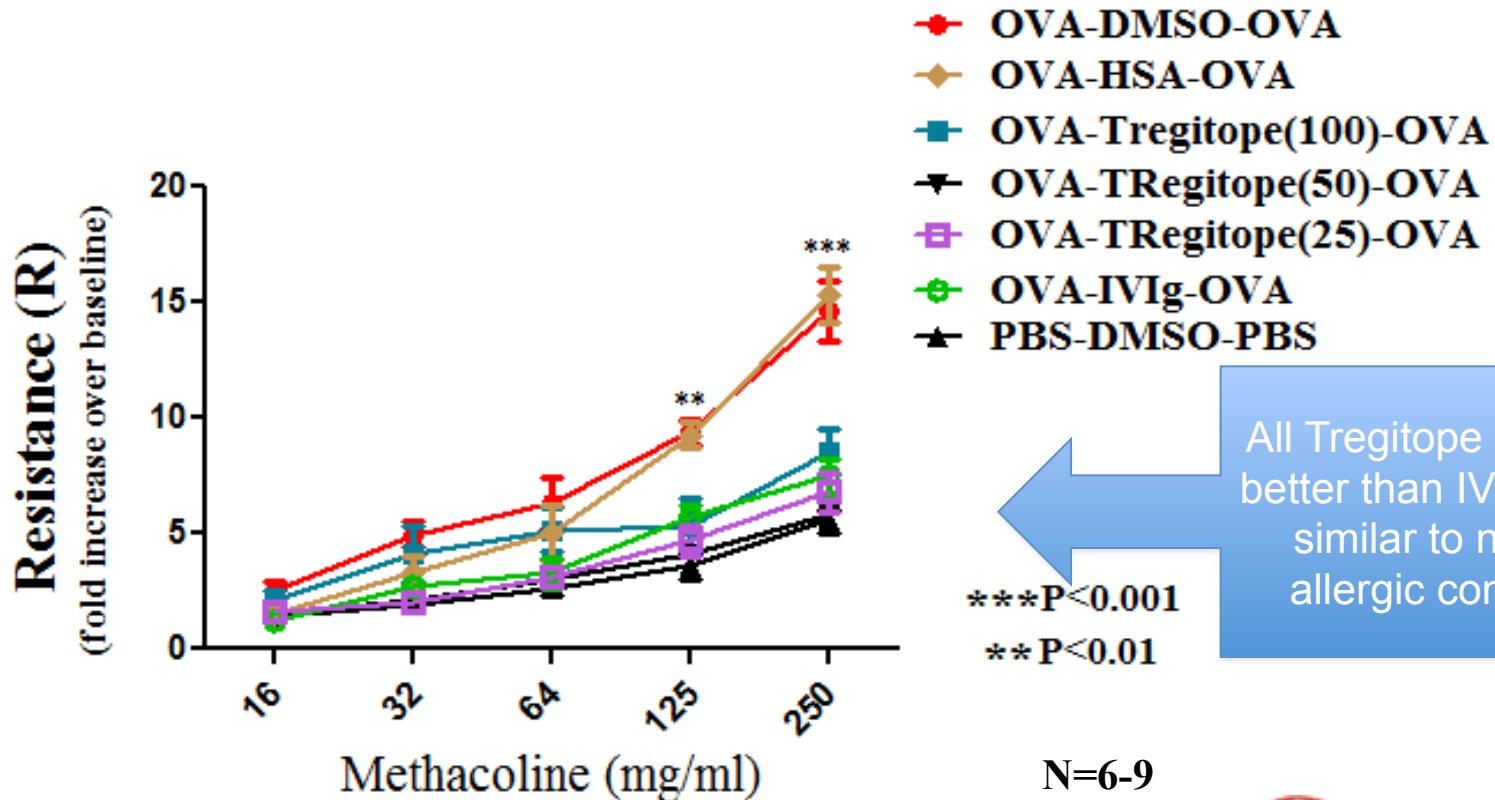 OVA-DMSO-OVA
OVA-HSA-OVA
OVA-Tregitope(100)-OVA
OVA-TRegitope(50)-OVA
OVA-TRegitope(25)-OVA
OVA-IVIg-OVA
PBS-DMSO-PBS
Resistance (R)
(fold increase over baseline)
20
15
10
5
0
***
**
16
32
64
125
250
Methacoline (mg/ml)
***P<0.001
**P<0.01
N=6-9
All Tregitope
better than
similar to
allergic